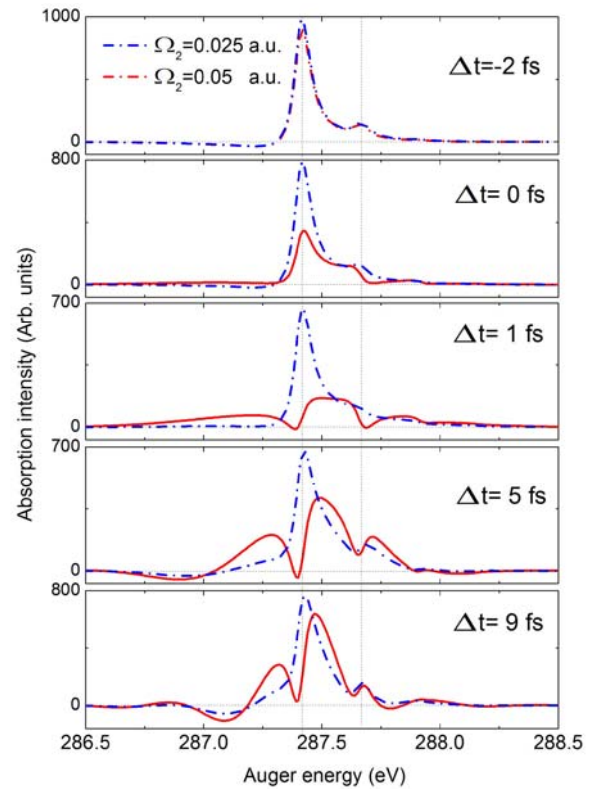 1000
Ω₂=0.025 a.u.
Ω₂=0.05 a.u.
Δt=-2 fs
0
800
Δt= 0 fs
0
700
Δt= 1 fs
0
700
Δt= 5 fs
0
800
Δt= 9 fs
0
286.5 287.0 287.5 288.0 288.5
Auger energy (eV)
Absorption intensity (Arb. units)